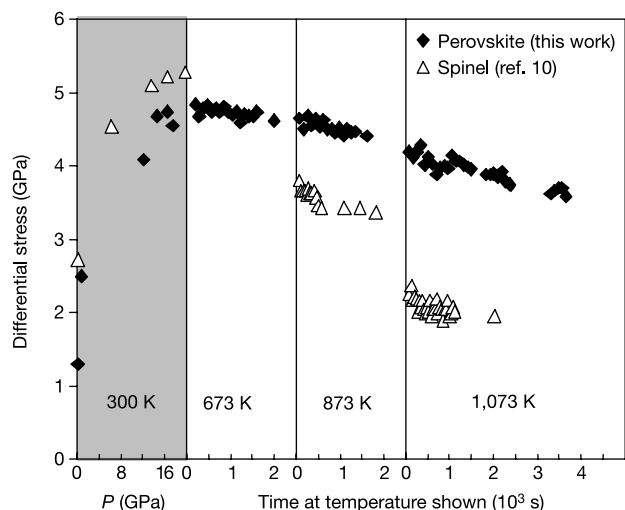 Perovskite (this work)
Spinel (ref. 10)
Differential stress (GPa)
6
5
4
3
2
1
0
300 K
673 K
873 K
1,073 K
0 8 16 0 1 2 0 1 2 0 1 2 3 4 5
P (GPa)
Time at temperature shown (10³ s)